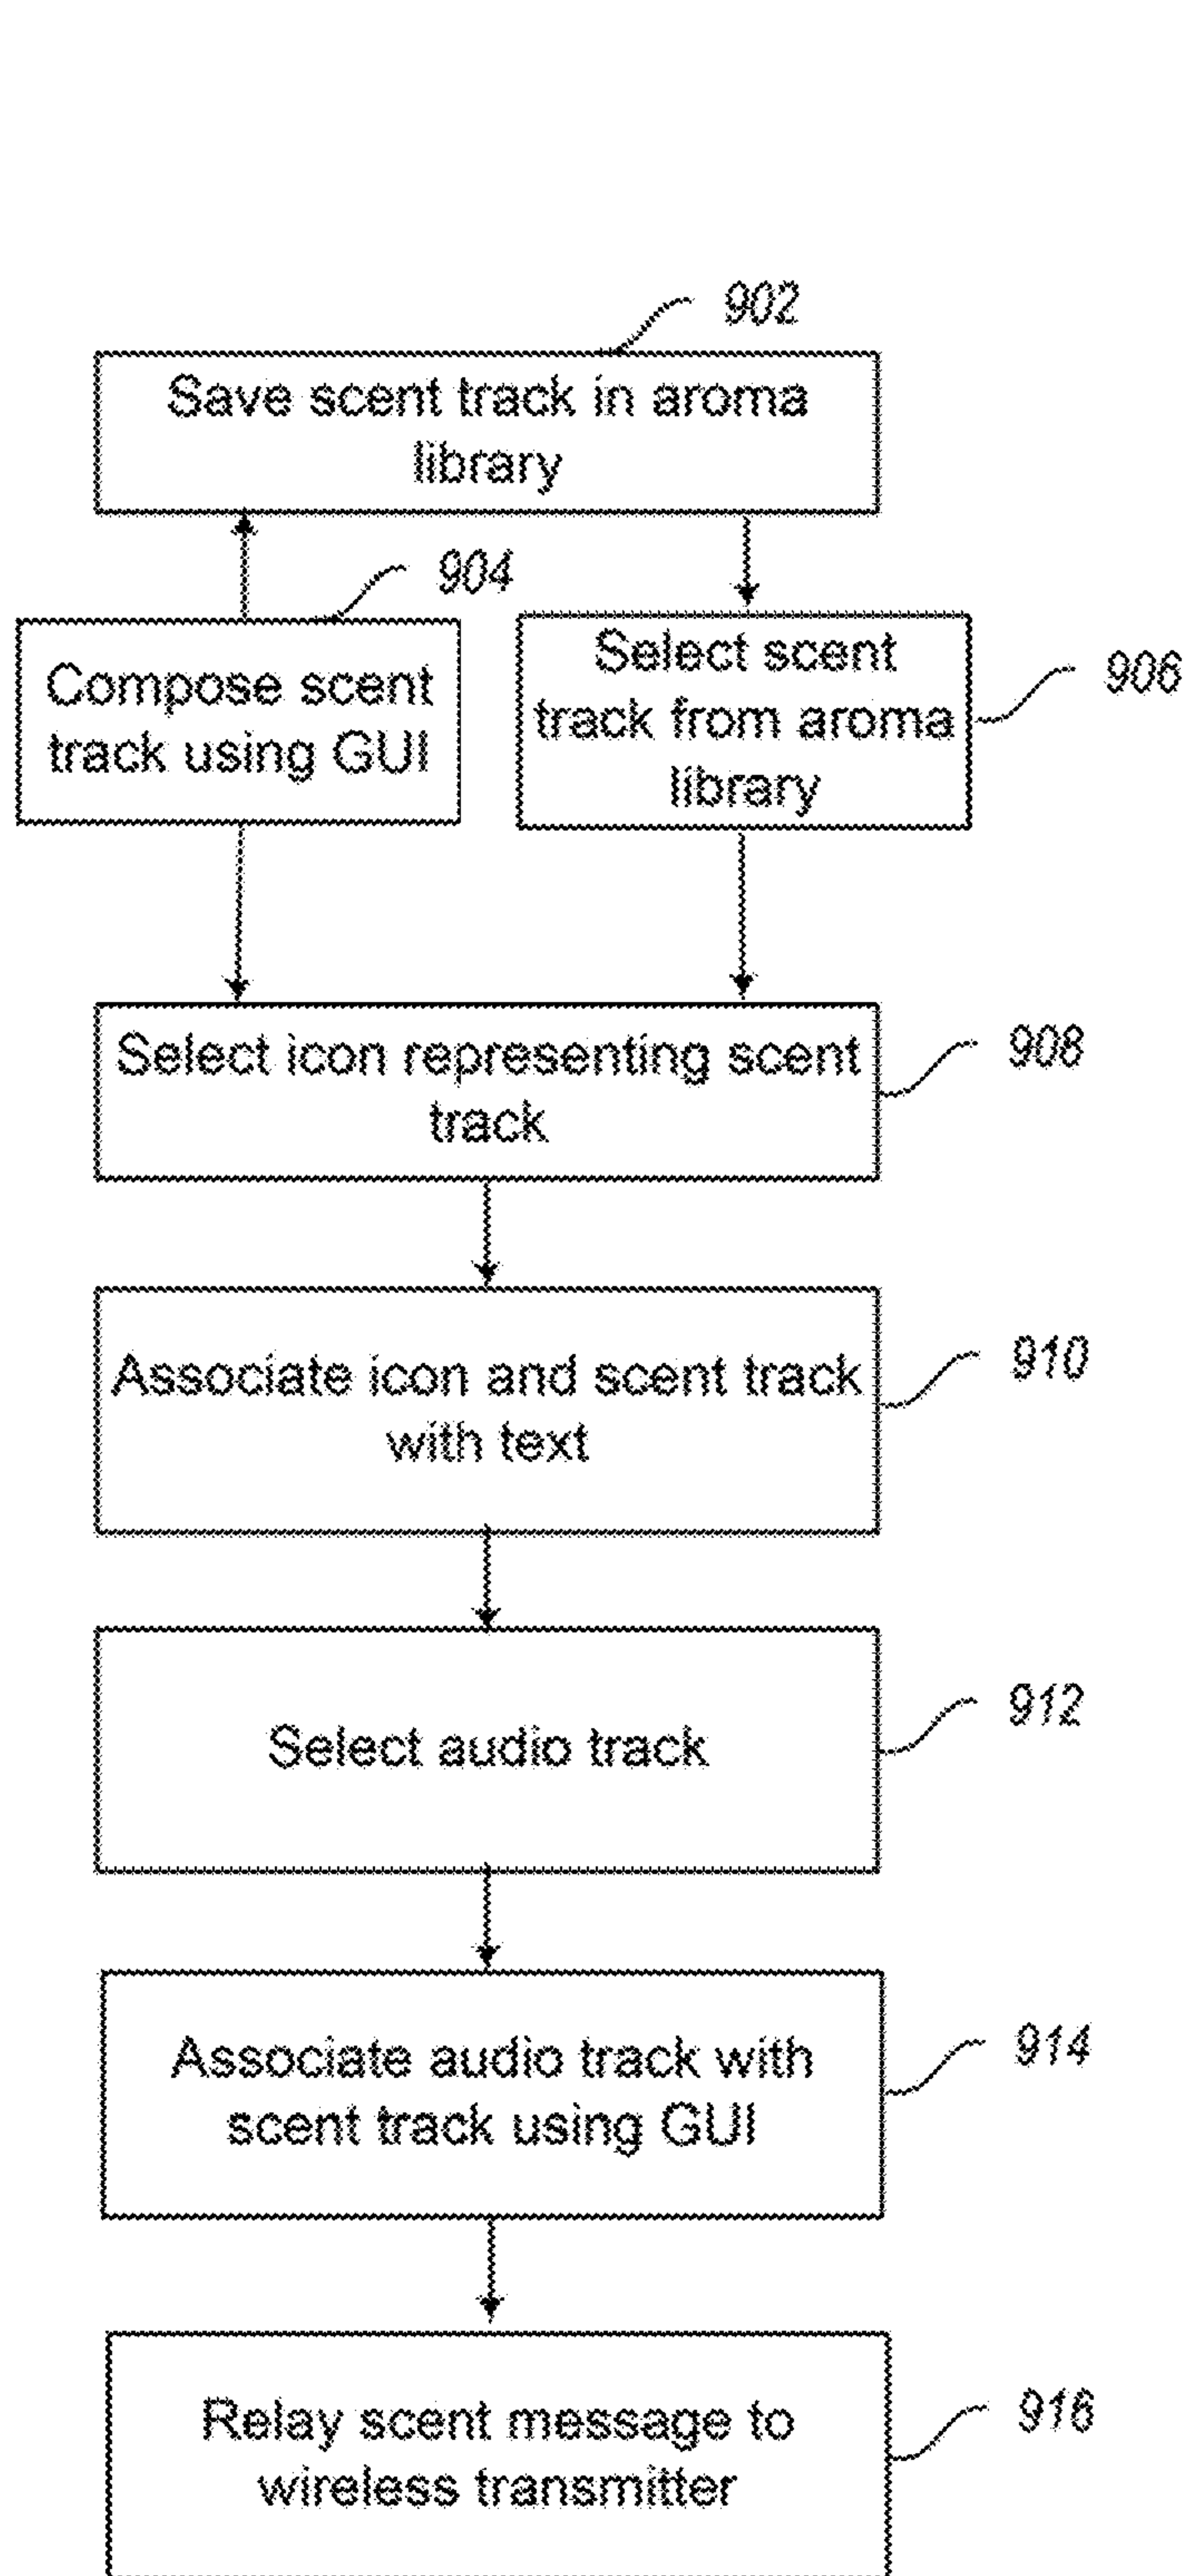 902
Save scent track in aroma
library
904
Compose scent
track using GUI
Select scent
track from aroma
library
906
Select icon representing scent
track
908
Associate icon and scent track
with text
910
Select audio track
912
Associate audio track with
scent track using GUI
914
Relay scent message to
wireless transmitter
916